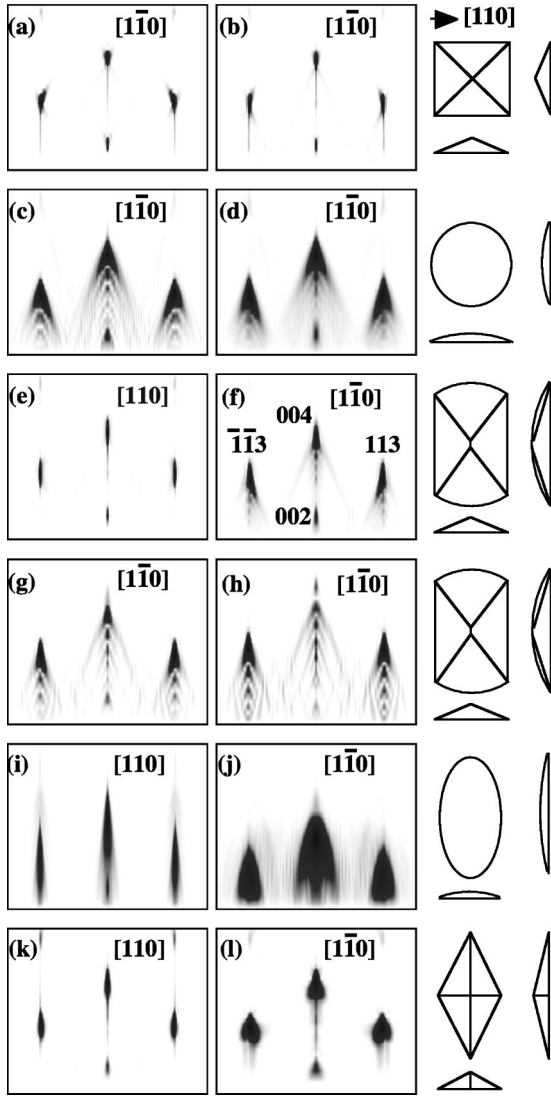 (a) [11̅0] (b) [11̅0] [110]
(c) [11̅0] (d) [11̅0]
(e) [110] (f) [11̅0]
004
1̅1̅3 113
002
(g) [11̅0] (h) [11̅0]
(i) [110] (j) [11̅0]
(k) [110] (l) [11̅0]